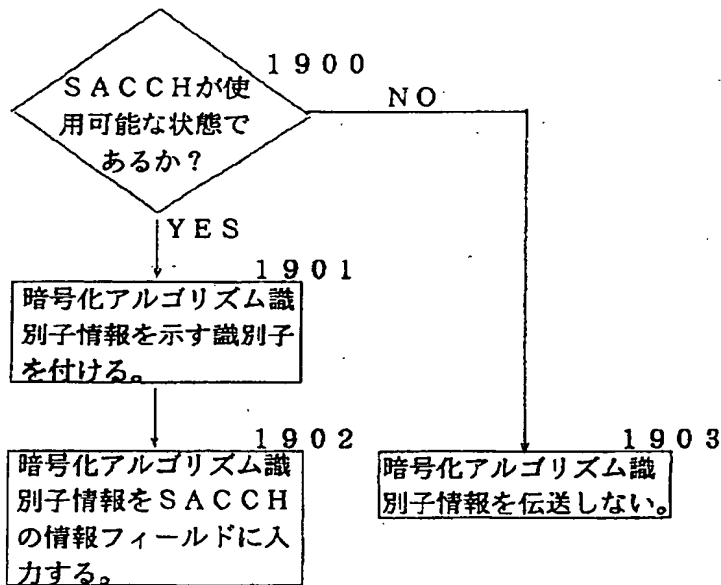 1900
SACCHが使
用可能な状態で
あるか？
NO
YES
1901
暗号化アルゴリズム識
別子情報を示す識別子
を付ける。
1902
暗号化アルゴリズム識
別子情報をSACCH
の情報フィールドに入
力する。
1903
暗号化アルゴリズム識
別子情報を伝送しない。